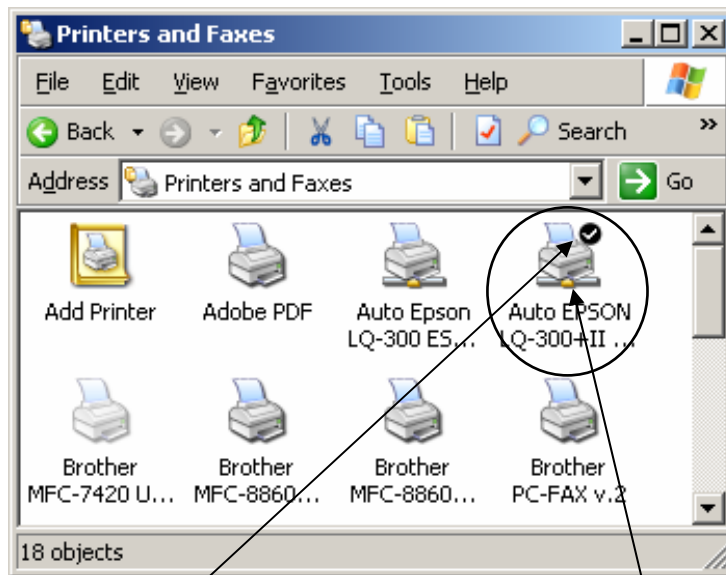 Printers and Faxes
File Edit View Favorites Tools Help
Back Search »
Address Printers and Faxes Go
Add Printer Adobe PDF Auto Epson LQ-300 ES... Auto EPSON LQ-300+II ...
Brother MFC-7420 U... Brother MFC-8860... Brother MFC-8860... Brother PC-FAX v.2
18 objects